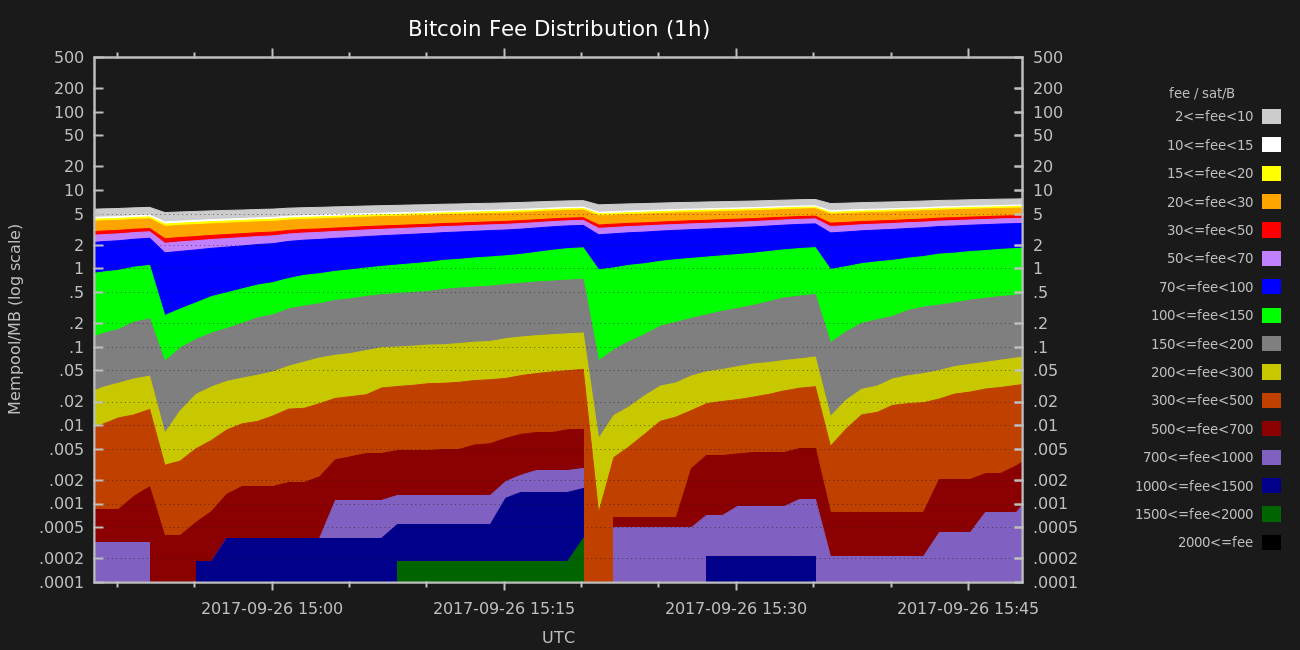 Bitcoin Fee Distribution (1h)
Mempool/MB (log scale)
500
200
100
50
20
10
5
2
1
.5
.2
.1
.05
.02
.01
.005
.002
.001
.0005
.0002
.0001
500
200
100
50
20
10
5
2
1
.5
.2
.1
.05
.02
.01
.005
.002
.001
.0005
.0002
.0001
2017-09-26 15:00
2017-09-26 15:15
2017-09-26 15:30
2017-09-26 15:45
UTC
fee / sat/B
2<=fee<10
10<=fee<15
15<=fee<20
20<=fee<30
30<=fee<50
50<=fee<70
70<=fee<100
100<=fee<150
150<=fee<200
200<=fee<300
300<=fee<500
500<=fee<700
700<=fee<1000
1000<=fee<1500
1500<=fee<2000
2000<=fee